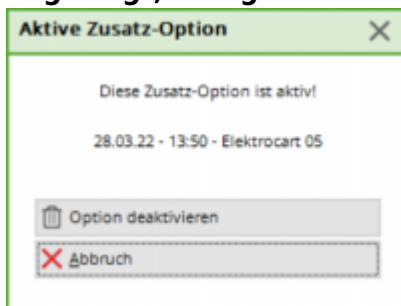 Aktive Zusatz-Option
Diese Zusatz-Option ist aktiv!
28.03.22 - 13:50 - Elektrocart 05
Option deaktivieren
Abbruch